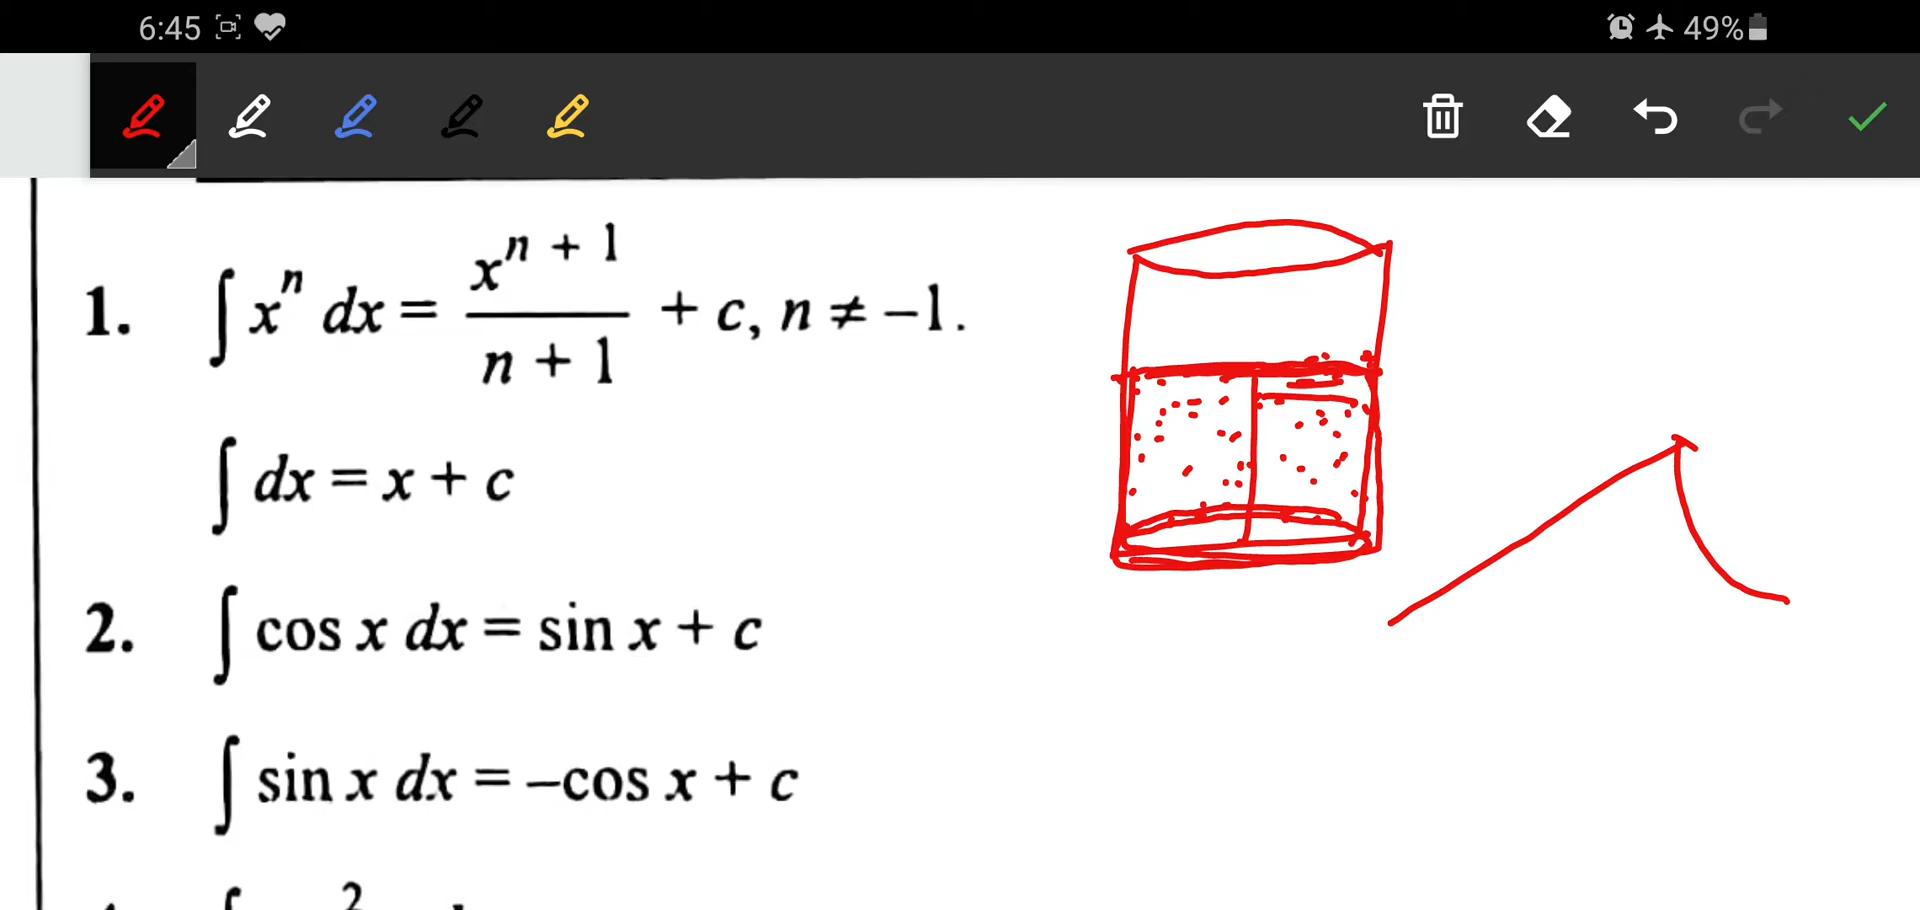 6:45 49%
1. ∫ xⁿ dx = xⁿ⁺¹ / (n + 1) + c, n ≠ −1.
∫ dx = x + c
2. ∫ cos x dx = sin x + c
3. ∫ sin x dx = −cos x + c